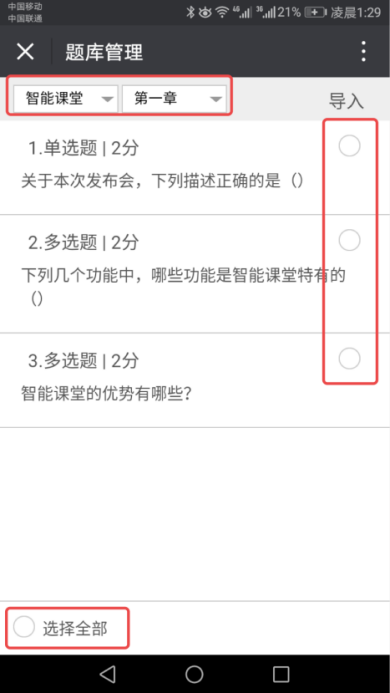 中国移动
中国联通
4G 3G 21% 凌晨1:29
题库管理
智能课堂 第一章 导入
1.单选题 | 2分
关于本次发布会，下列描述正确的是（）
2.多选题 | 2分
下列几个功能中，哪些功能是智能课堂特有的
（）
3.多选题 | 2分
智能课堂的优势有哪些？
选择全部